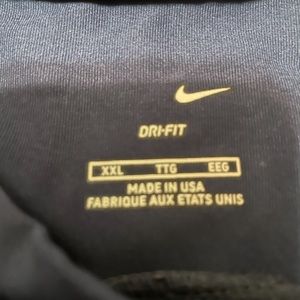 DRI-FIT
XXL TTG EEG
MADE IN USA
FABRIQUE AUX ETATS UNIS